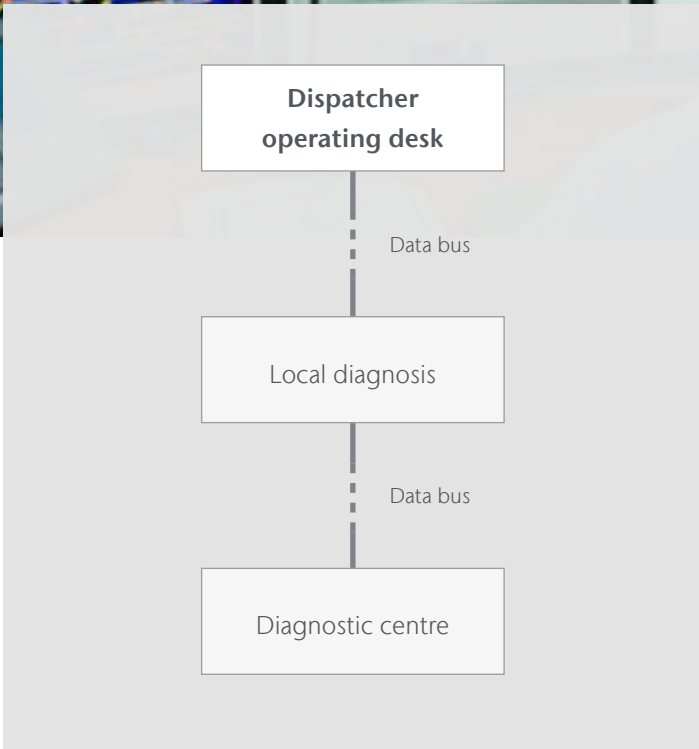 Dispatcher
operating desk
Data bus
Local diagnosis
Data bus
Diagnostic centre